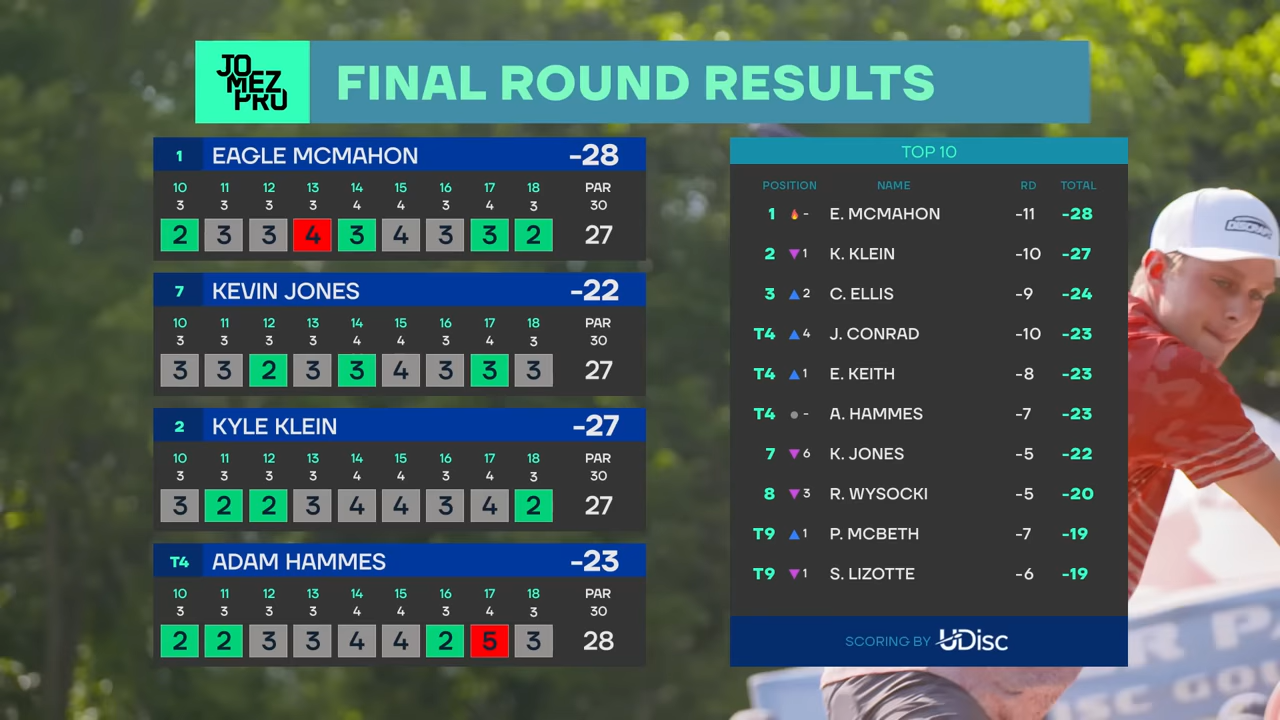 JO
MEZ
PRO
FINAL ROUND RESULTS
1 EAGLE MCMAHON -28
10 11 12 13 14 15 16 17 18 PAR
3 3 3 3 4 4 3 4 3 30
2 3 3 4 3 4 3 3 2 27
7 KEVIN JONES -22
10 11 12 13 14 15 16 17 18 PAR
3 3 3 3 4 4 3 4 3 30
3 3 2 3 3 4 3 3 3 27
2 KYLE KLEIN -27
10 11 12 13 14 15 16 17 18 PAR
3 3 3 3 4 4 3 4 3 30
3 2 2 3 4 4 3 4 2 27
T4 ADAM HAMMES -23
10 11 12 13 14 15 16 17 18 PAR
3 3 3 3 4 4 3 4 3 30
2 2 3 3 4 4 2 5 3 28
TOP 10
POSITION NAME RD TOTAL
1 - E. MCMAHON -11 -28
2 1 K. KLEIN -10 -27
3 2 C. ELLIS -9 -24
T4 4 J. CONRAD -10 -23
T4 1 E. KEITH -8 -23
T4 - A. HAMMES -7 -23
7 6 K. JONES -5 -22
8 3 R. WYSOCKI -5 -20
T9 1 P. MCBETH -7 -19
T9 1 S. LIZOTTE -6 -19
SCORING BY UDisc
DISCRAFT